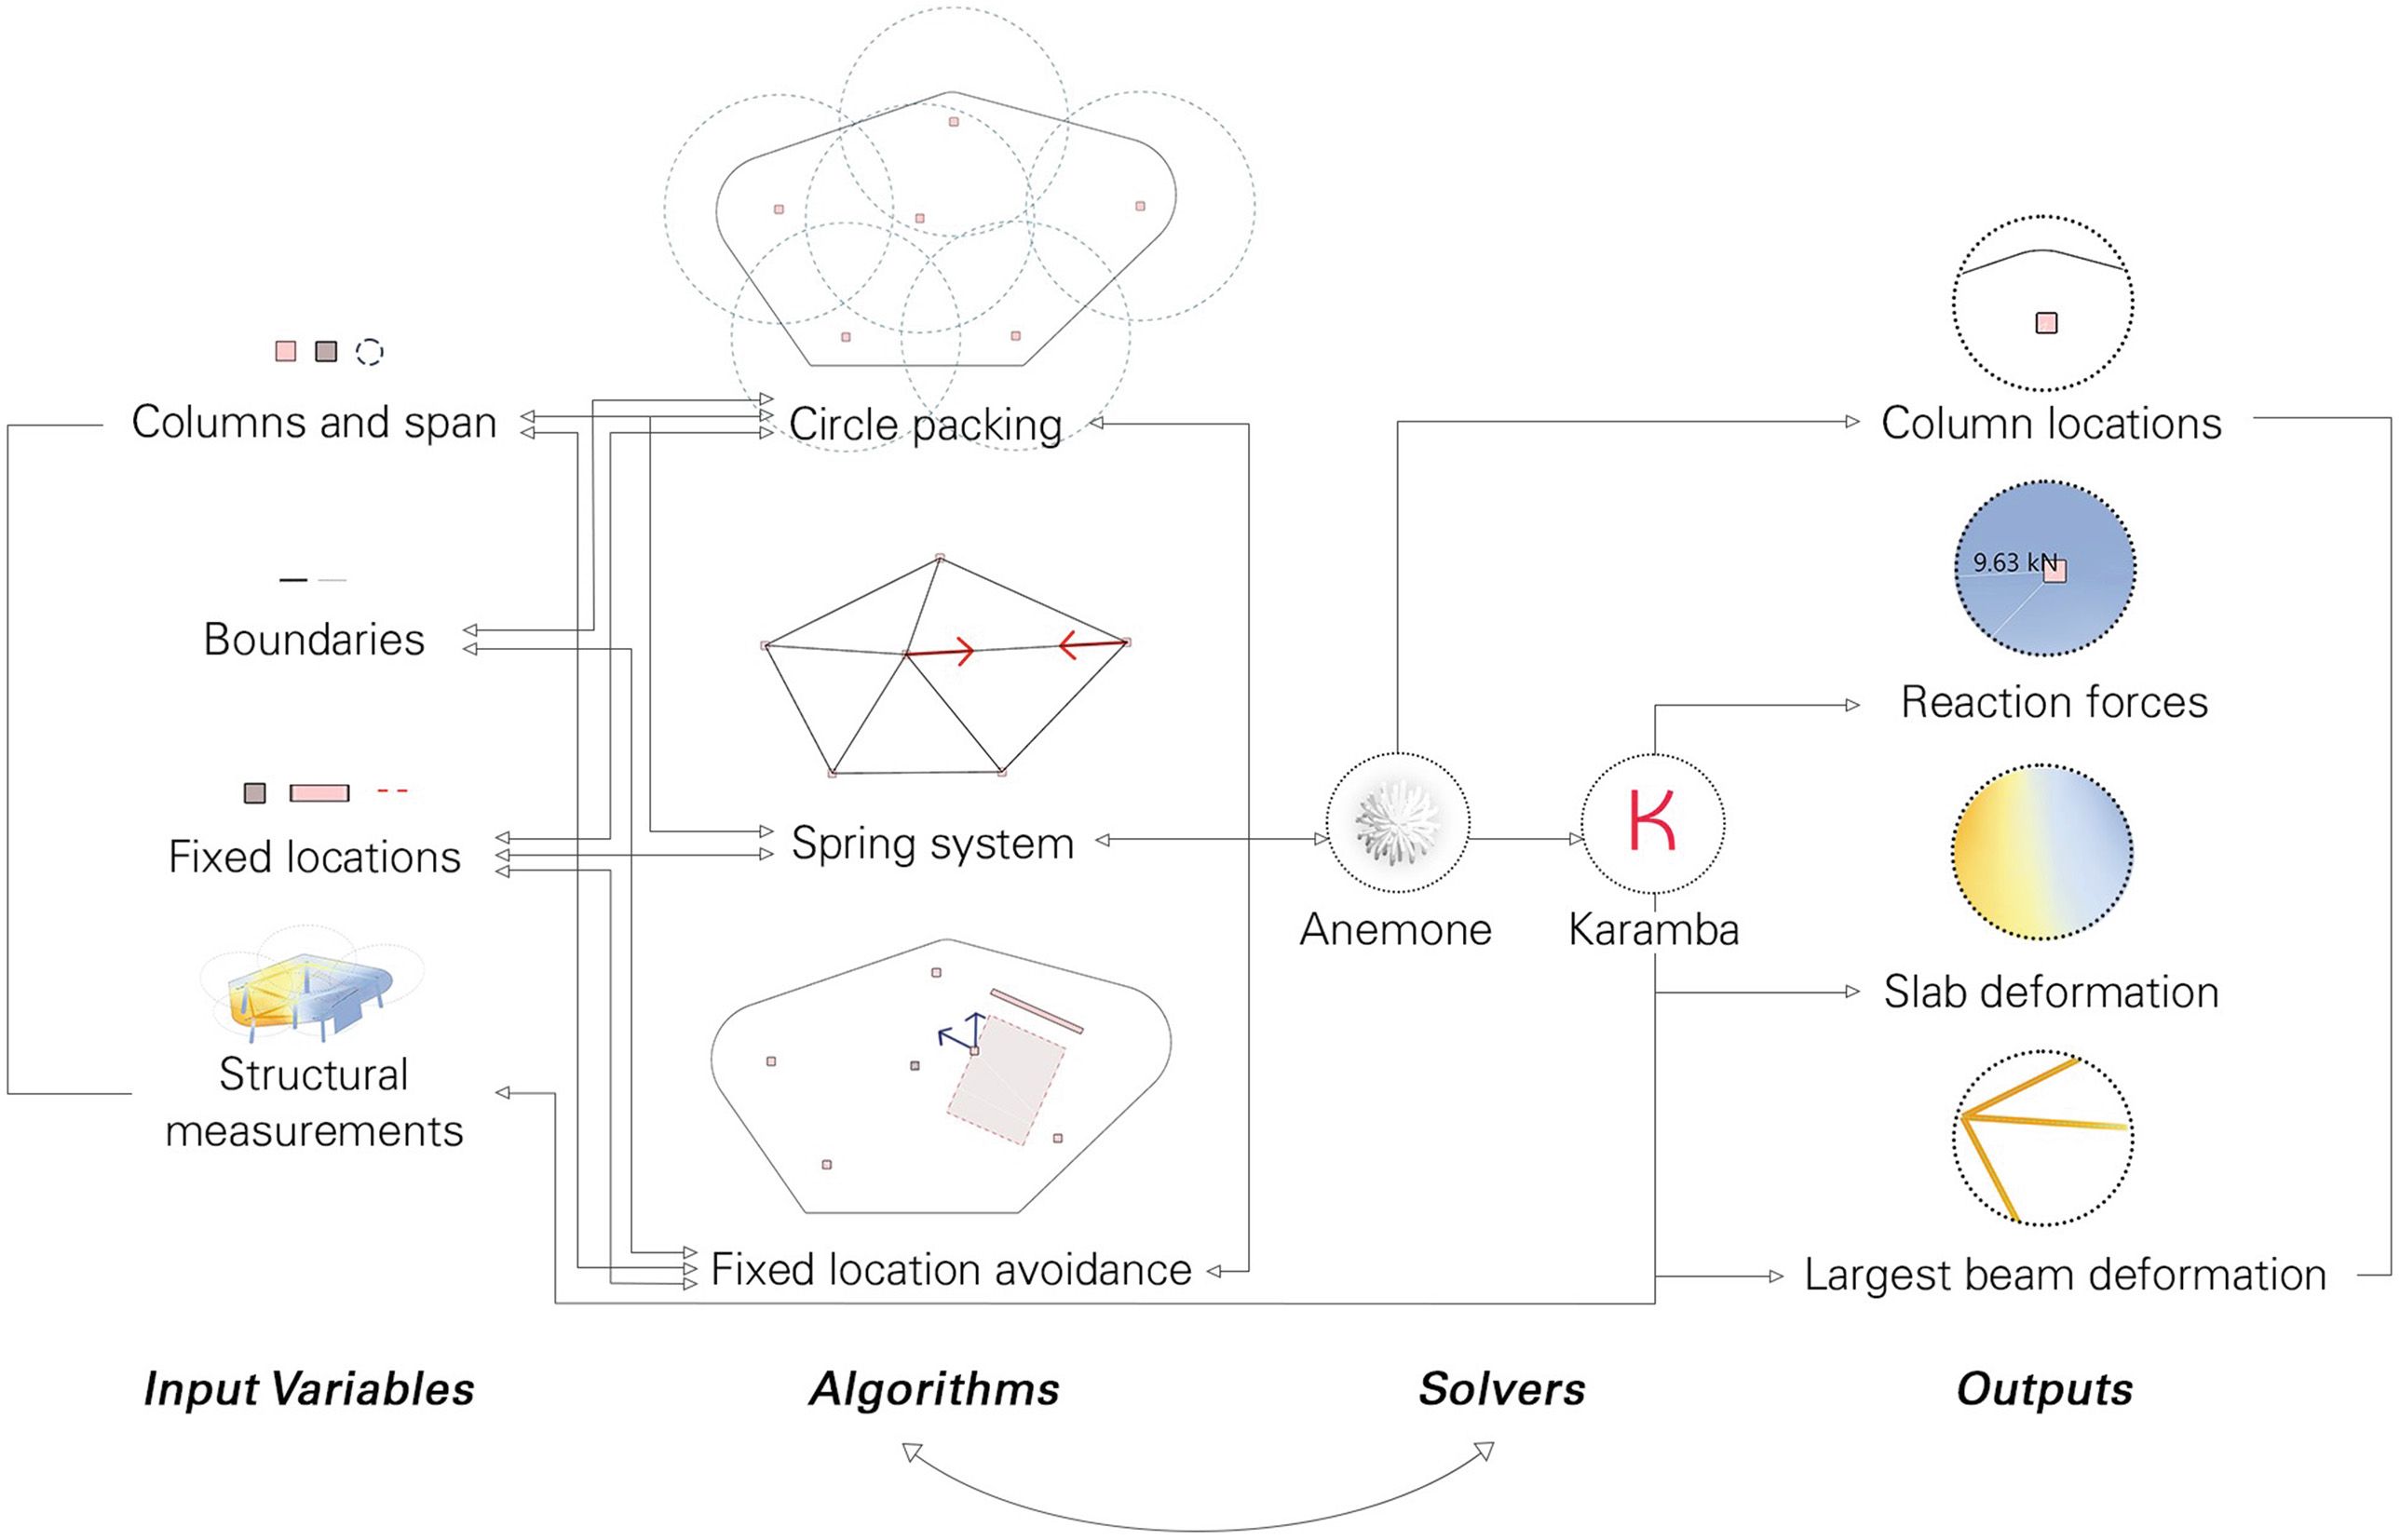 Columns and span
Boundaries
Fixed locations
Structural
measurements
Input Variables
Circle packing
Spring system
Fixed location avoidance
Algorithms
Anemone
Karamba
Solvers
Column locations
9.63 kN
Reaction forces
Slab deformation
Largest beam deformation
Outputs